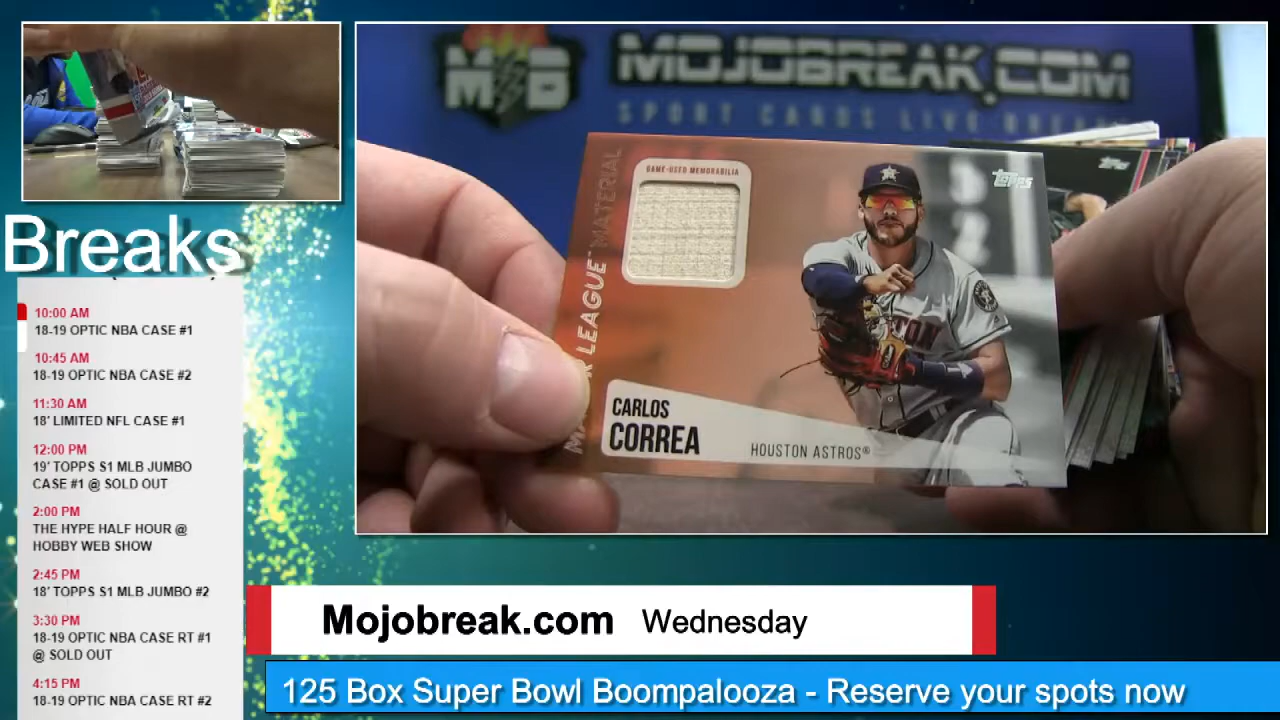 MOJOBREAK.COM
SPORT CARDS LIVE
MB
GAME-USED MEMORABILIA
MAJOR LEAGUE™ MATERIAL
topps
CARLOS
CORREA
HOUSTON ASTROS®
Breaks
10:00 AM
18-19 OPTIC NBA CASE #1
10:45 AM
18-19 OPTIC NBA CASE #2
11:30 AM
18' LIMITED NFL CASE #1
12:00 PM
19' TOPPS S1 MLB JUMBO
CASE #1 @ SOLD OUT
2:00 PM
THE HYPE HALF HOUR @
HOBBY WEB SHOW
2:45 PM
18' TOPPS S1 MLB JUMBO #2
3:30 PM
18-19 OPTIC NBA CASE RT #1
@ SOLD OUT
4:15 PM
18-19 OPTIC NBA CASE RT #2
Mojobreak.com Wednesday
125 Box Super Bowl Boompalooza - Reserve your spots now